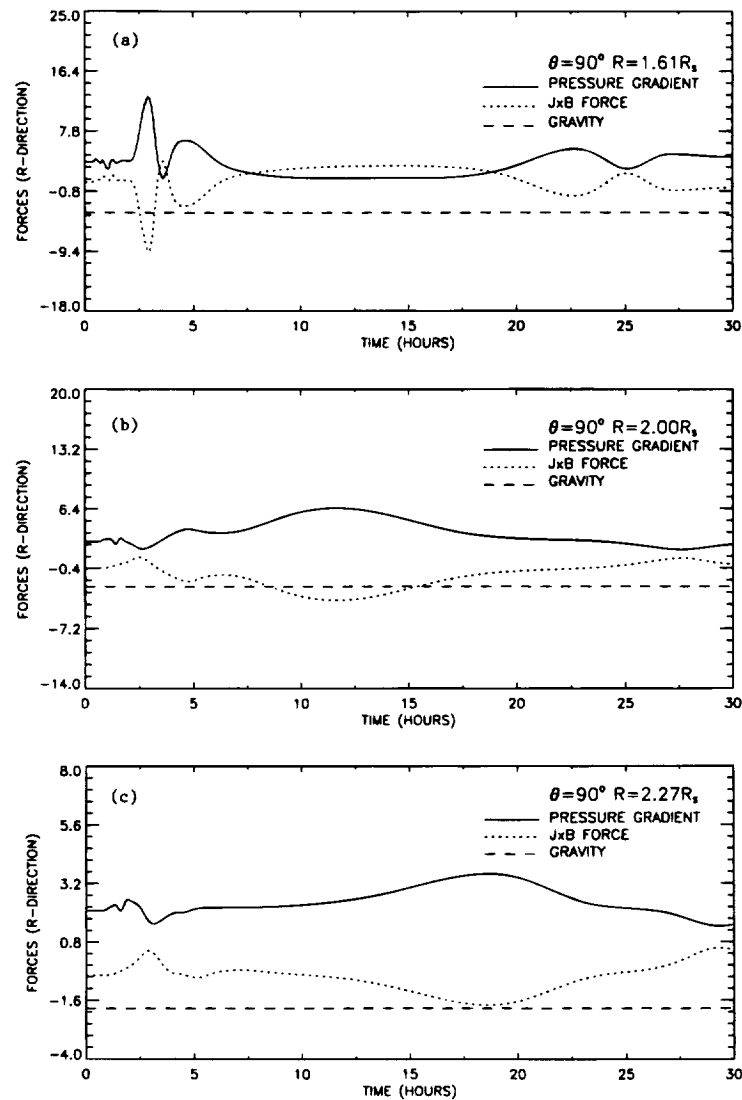 (a)
θ=90° R=1.61Rs
PRESSURE GRADIENT
JxB FORCE
GRAVITY
FORCES (R-DIRECTION)
25.0
16.4
7.8
-0.8
-9.4
-18.0
0 5 10 15 20 25 30
TIME (HOURS)
(b)
θ=90° R=2.00Rs
PRESSURE GRADIENT
JxB FORCE
GRAVITY
FORCES (R-DIRECTION)
20.0
13.2
6.4
-0.4
-7.2
-14.0
0 5 10 15 20 25 30
TIME (HOURS)
(c)
θ=90° R=2.27Rs
PRESSURE GRADIENT
JxB FORCE
GRAVITY
FORCES (R-DIRECTION)
8.0
5.6
3.2
0.8
-1.6
-4.0
0 5 10 15 20 25 30
TIME (HOURS)